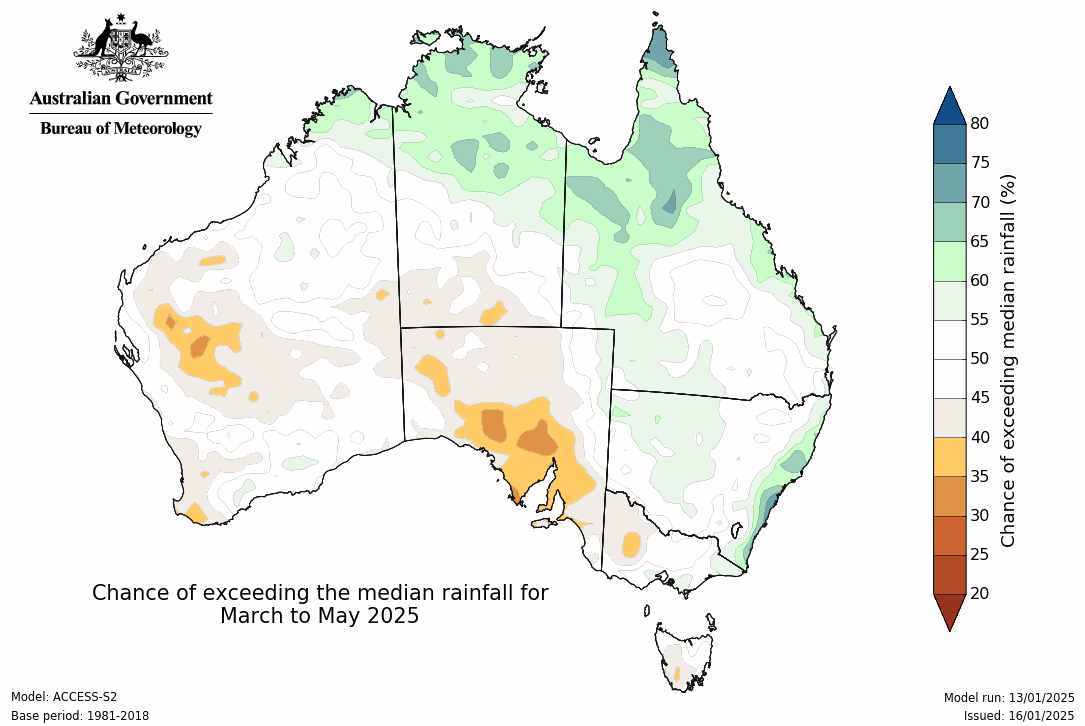 Australian Government
Bureau of Meteorology
80
75
70
65
60
55
50
45
40
35
30
25
20
Chance of exceeding median rainfall (%)
Chance of exceeding the median rainfall for
March to May 2025
Model: ACCESS-S2
Base period: 1981-2018
Model run: 13/01/2025
Issued: 16/01/2025